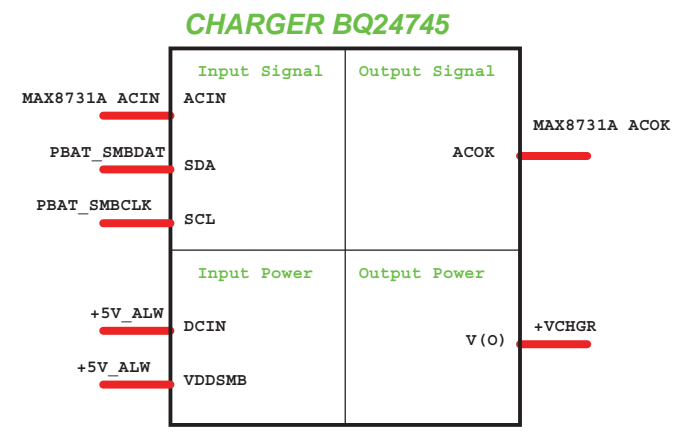 CHARGER BQ24745
Input Signal
Output Signal
MAX8731A ACIN
ACIN
MAX8731A ACOK
PBAT_SMBDAT
SDA
ACOK
PBAT_SMBCLK
SCL
Input Power
Output Power
+5V_ALW
DCIN
+VCHGR
V(O)
+5V_ALW
VDDSMB